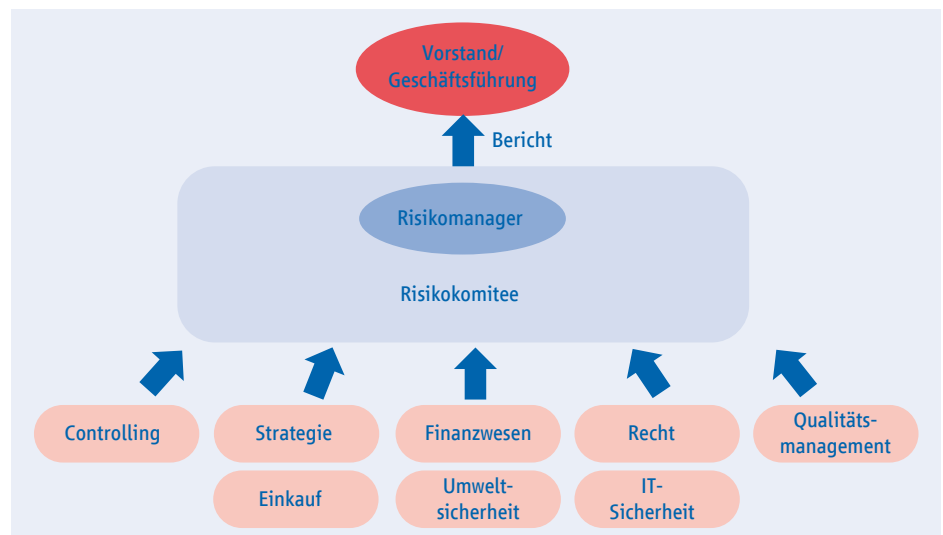 Vorstand/
Geschäftsführung
Bericht
Risikomanager
Risikokomitee
Controlling
Strategie
Finanzwesen
Recht
Qualitäts-
management
Einkauf
Umwelt-
sicherheit
IT-
Sicherheit